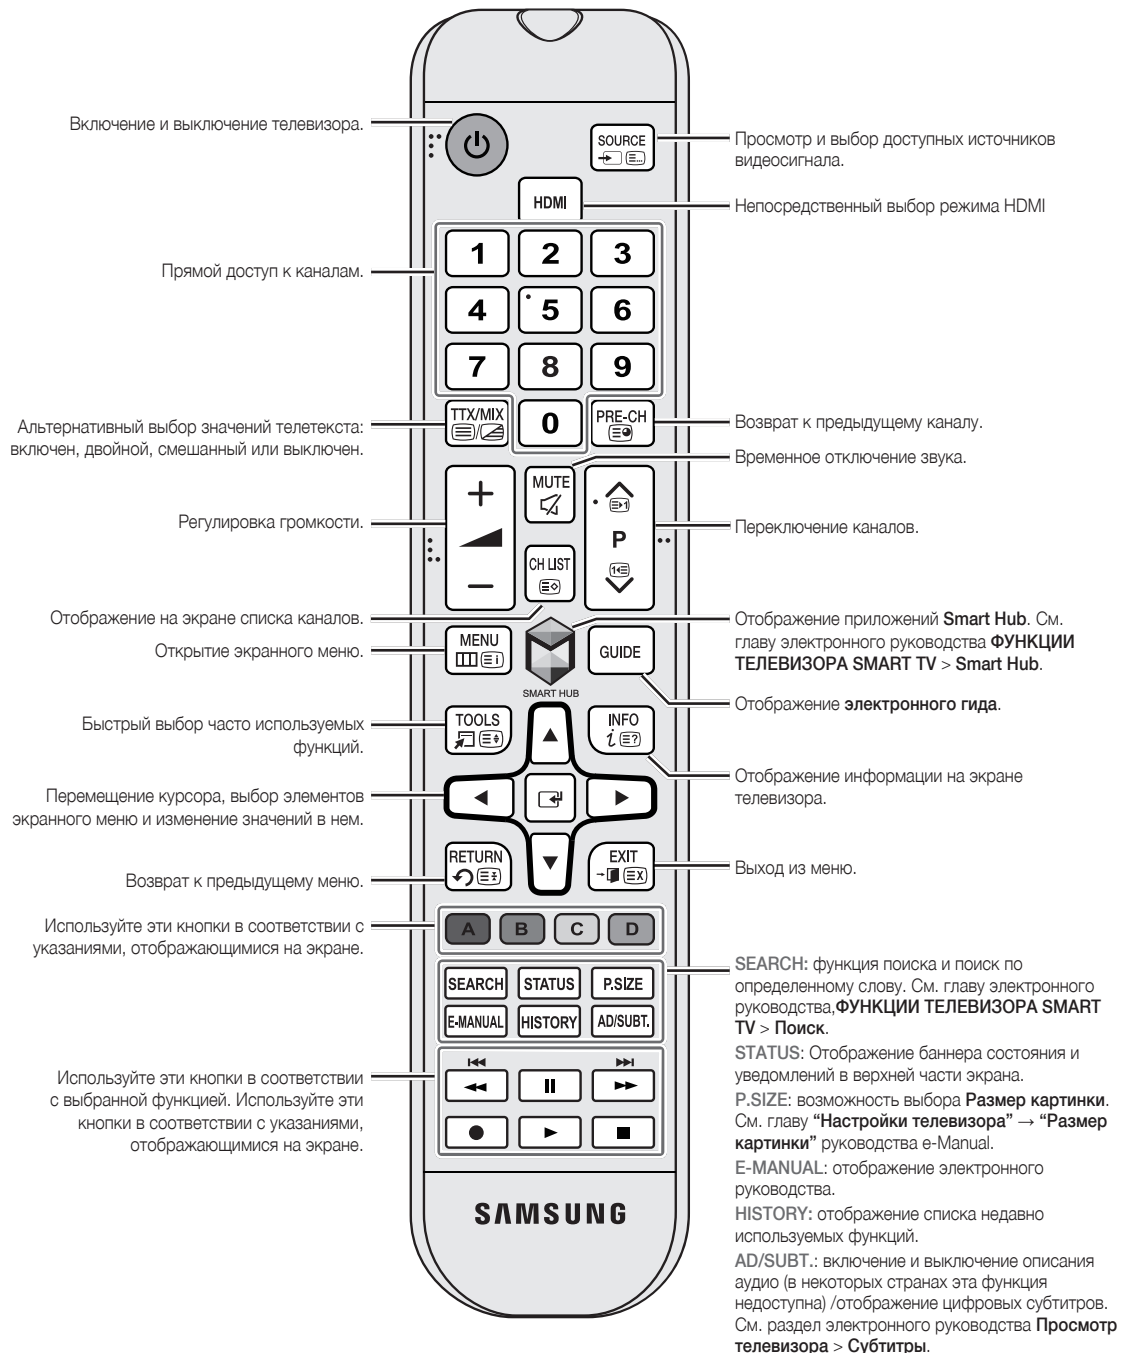 Включение и выключение телевизора.
SOURCE
Просмотр и выбор доступных источников
видеосигнала.
HDMI
Непосредственный выбор режима HDMI
1 2 3
Прямой доступ к каналам.
4 5 6
7 8 9
TTX/MIX
0
PRE-CH
Альтернативный выбор значений телетекста:
включен, двойной, смешанный или выключен.
Возврат к предыдущему каналу.
Временное отключение звука.
MUTE
Регулировка громкости.
+
P
Переключение каналов.
CH LIST
−
Отображение на экране списка каналов.
Отображение приложений Smart Hub. См.
главу электронного руководства ФУНКЦИИ
ТЕЛЕВИЗОРА SMART TV > Smart Hub.
MENU
Открытие экранного меню.
GUIDE
SMART HUB
Отображение электронного гида.
TOOLS
INFO
Быстрый выбор часто используемых
функций.
Отображение информации на экране
телевизора.
Перемещение курсора, выбор элементов
экранного меню и изменение значений в нем.
RETURN
EXIT
Возврат к предыдущему меню.
Выход из меню.
Используйте эти кнопки в соответствии с
указаниями, отображающимися на экране.
A B C D
SEARCH STATUS P.SIZE
E-MANUAL HISTORY AD/SUBT.
SEARCH: функция поиска и поиск по
определенному слову. См. главу электронного
руководства,ФУНКЦИИ ТЕЛЕВИЗОРА SMART
TV > Поиск.
STATUS: Отображение баннера состояния и
уведомлений в верхней части экрана.
P.SIZE: возможность выбора Размер картинки.
См. главу “Настройки телевизора” → “Размер
картинки” руководства e-Manual.
E-MANUAL: отображение электронного
руководства.
HISTORY: отображение списка недавно
используемых функций.
AD/SUBT.: включение и выключение описания
аудио (в некоторых странах эта функция
недоступна) /отображение цифровых субтитров.
См. раздел электронного руководства Просмотр
телевизора > Субтитры.
Используйте эти кнопки в соответствии
с выбранной функцией. Используйте эти
кнопки в соответствии с указаниями,
отображающимися на экране.
SAMSUNG